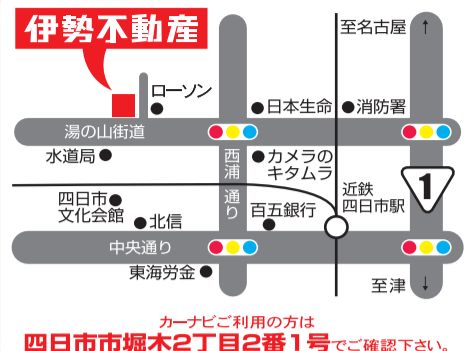 伊勢不動産
至名古屋 ↑
ローソン
日本生命
消防署
湯の山街道
水道局
西浦通り
カメラの
キタムラ
1
四日市
文化会館
北信
百五銀行
近鉄
四日市駅
中央通り
東海労金
至津 ↓
カーナビご利用の方は
四日市市堀木2丁目2番1号でご確認下さい。